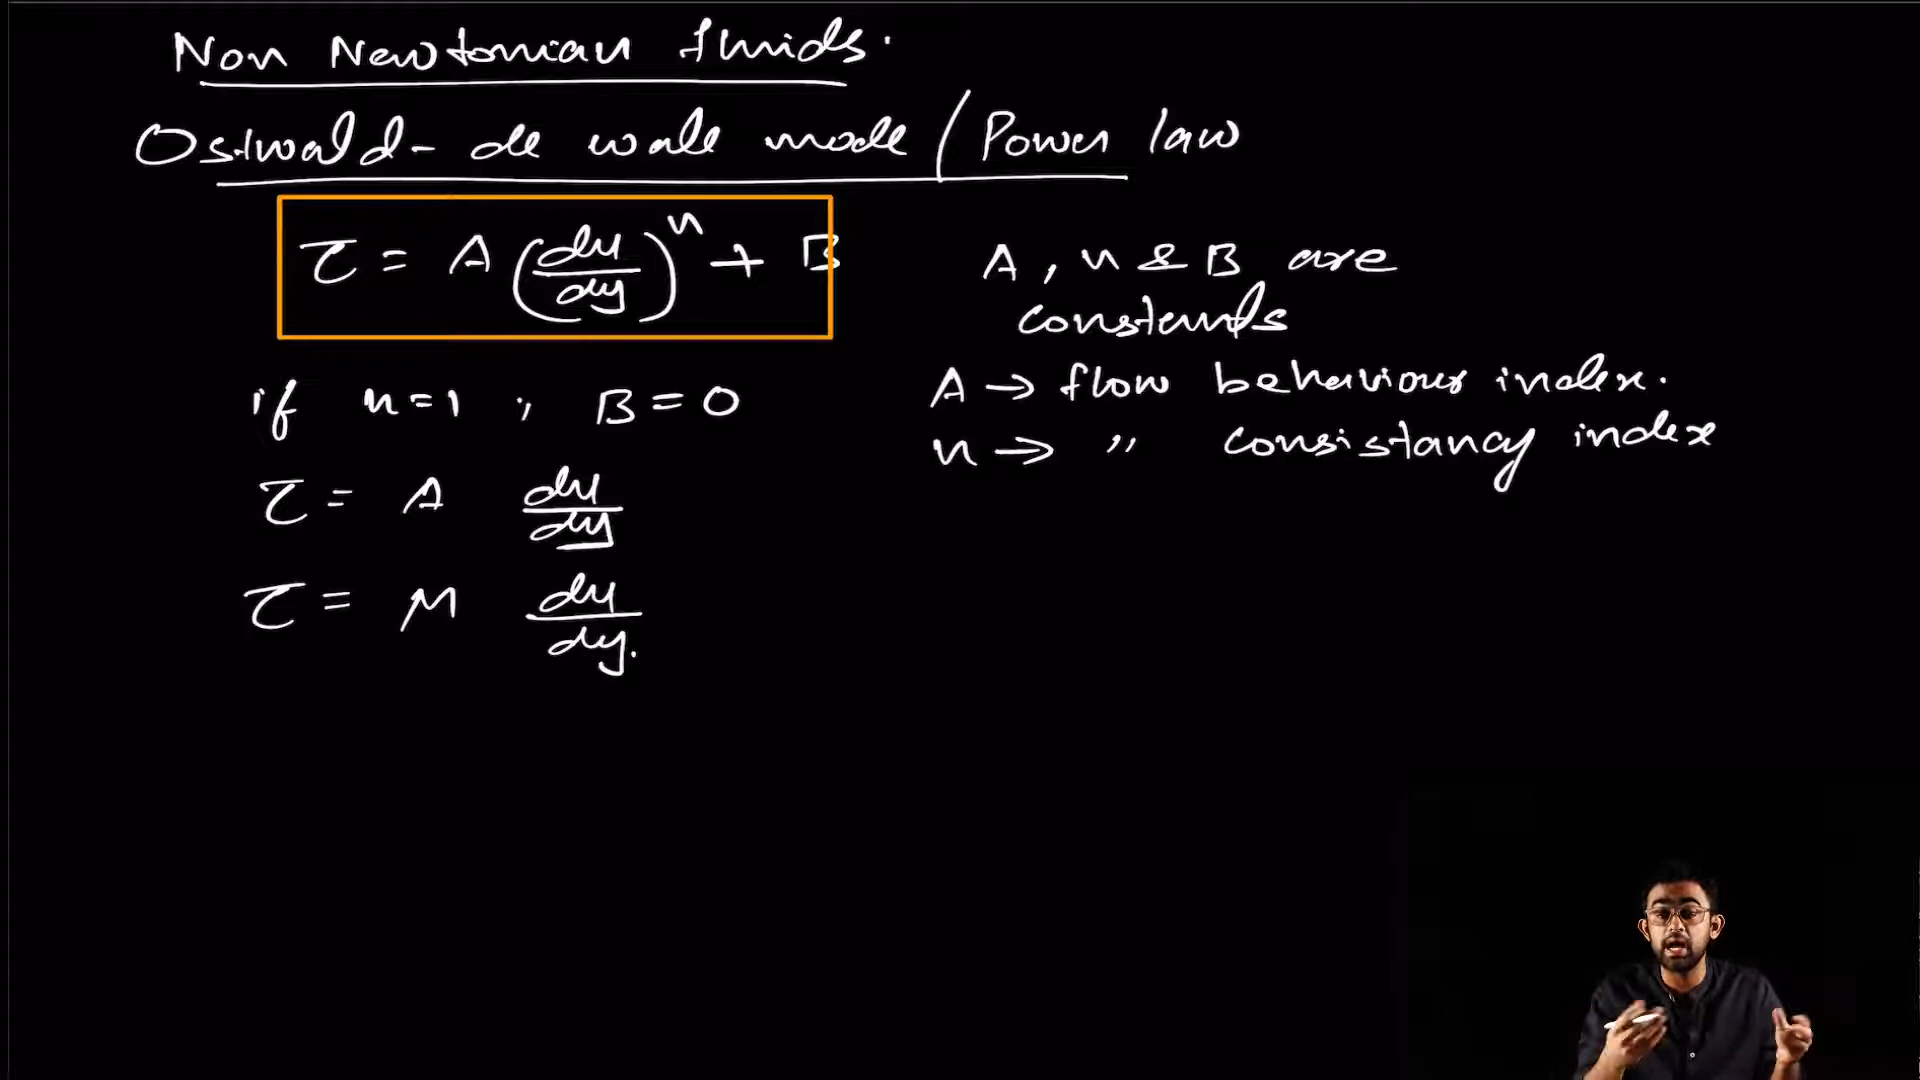 Non Newtonian fluids.
Ostwald - de wale mode / Power law
τ = A (du/dy)^n + B
A, n & B are
constants
A → flow behaviour index.
n → " consistancy index
if n=1 , B = 0
τ = A du/dy
τ = μ du/dy.